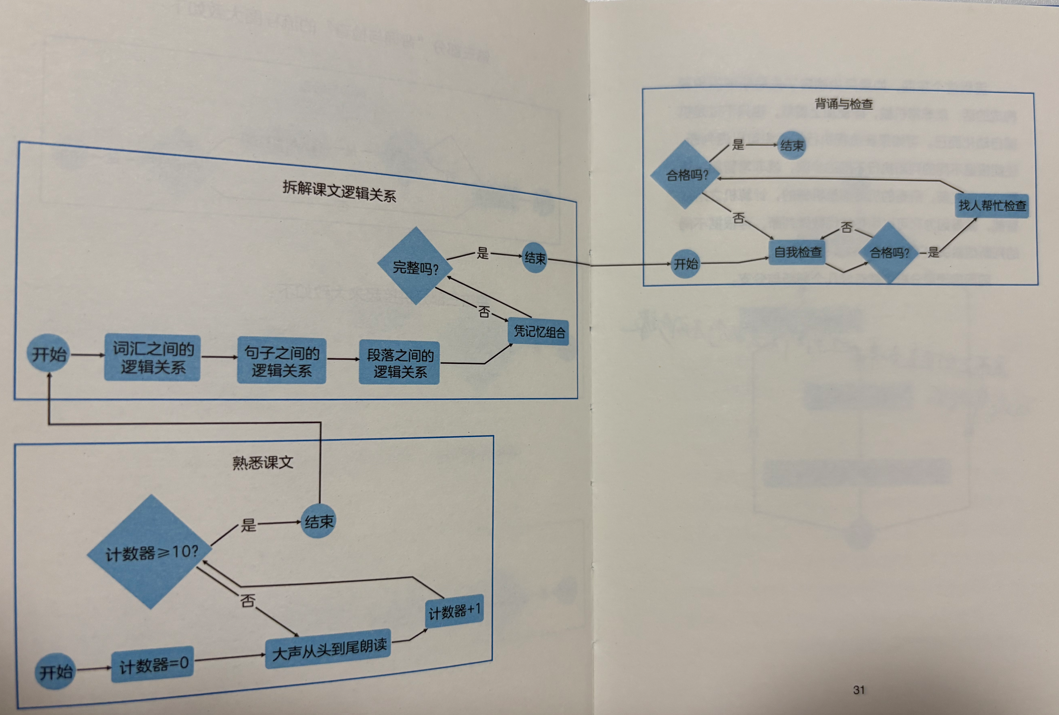 背诵与检查
合格吗?
是
结束
找人帮忙检查
否
开始
自我检查
否
合格吗?
是
拆解课文逻辑关系
完整吗?
是
结束
否
凭记忆组合
开始
词汇之间的
逻辑关系
句子之间的
逻辑关系
段落之间的
逻辑关系
熟悉课文
计数器≥10?
是
结束
否
计数器+1
大声从头到尾朗读
开始
计数器=0
31